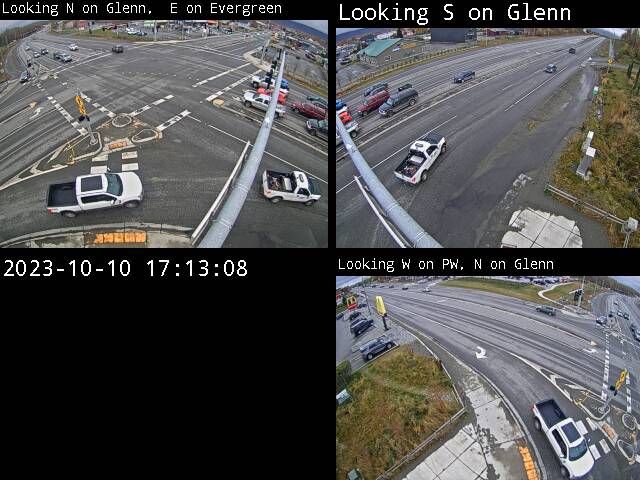 Looking N on Glenn,  E on Evergreen
Looking S on Glenn
2023-10-10 17:13:08
Looking W on PW, N on Glenn